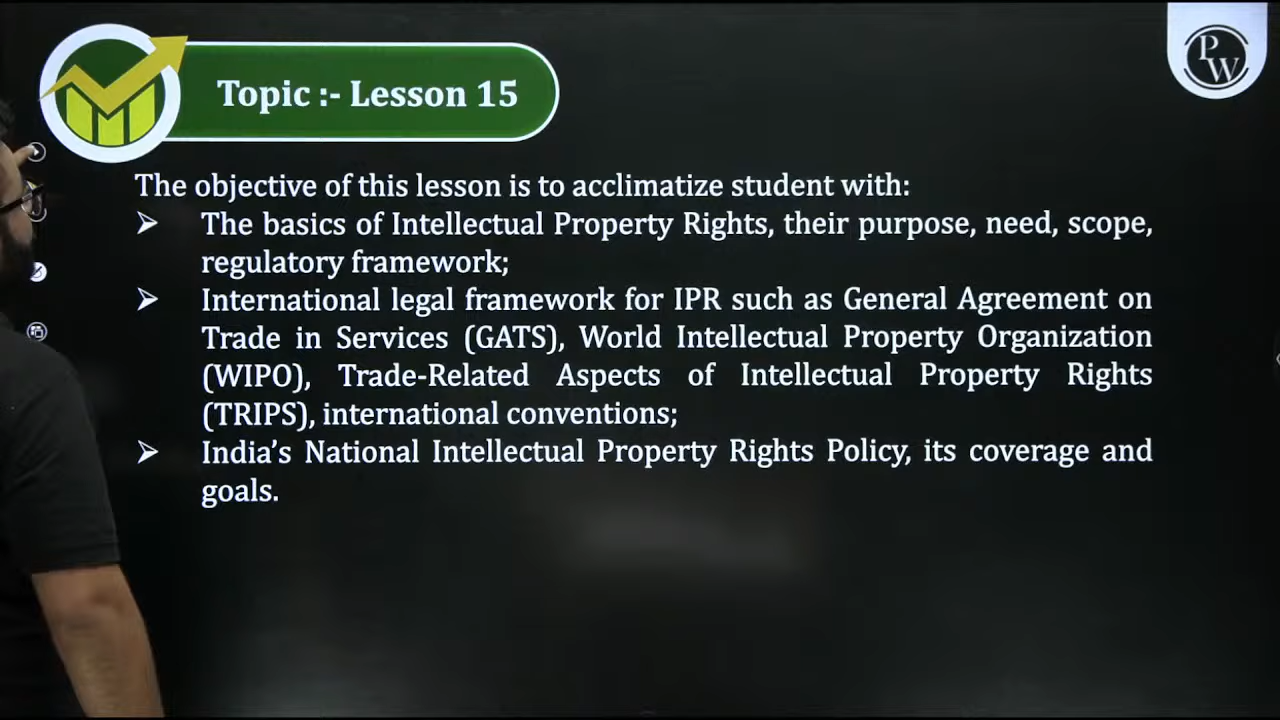 Topic :- Lesson 15
PW
The objective of this lesson is to acclimatize student with:
➢ The basics of Intellectual Property Rights, their purpose, need, scope,
regulatory framework;
➢ International legal framework for IPR such as General Agreement on
Trade in Services (GATS), World Intellectual Property Organization
(WIPO), Trade-Related Aspects of Intellectual Property Rights
(TRIPS), international conventions;
➢ India’s National Intellectual Property Rights Policy, its coverage and
goals.